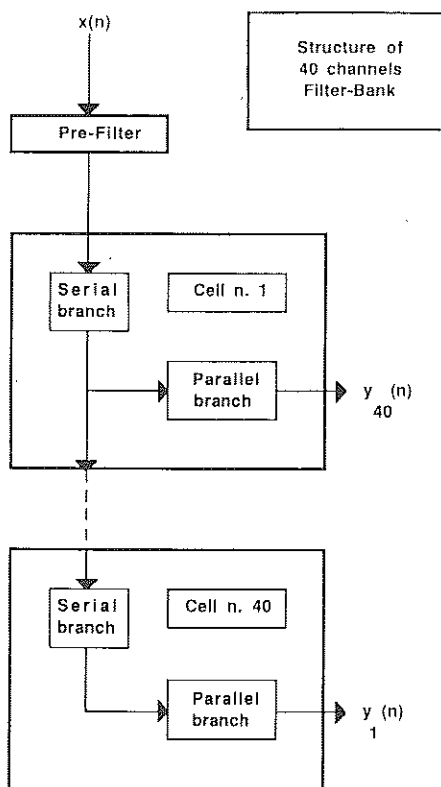 x(n)
Structure of
40 channels
Filter-Bank
Pre-Filter
Serial
branch
Cell n. 1
Parallel
branch
y (n)
40
Serial
branch
Cell n. 40
Parallel
branch
y (n)
1